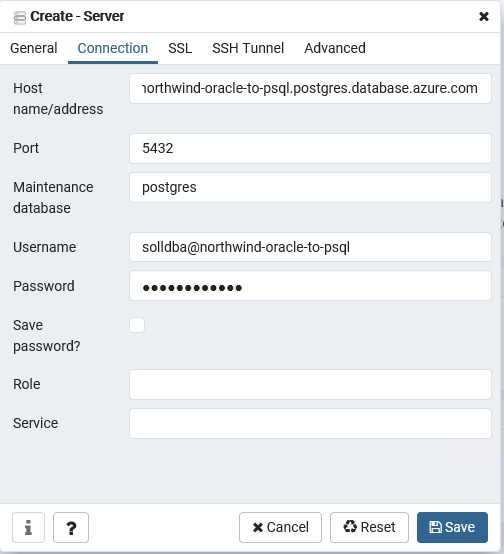 Create - Server
General Connection SSL SSH Tunnel Advanced
Host
name/address
northwind-oracle-to-psql.postgres.database.azure.com
Port
5432
Maintenance
database
postgres
Username
solldba@northwind-oracle-to-psql
Password
••••••••••••
Save
password?
Role
Service
i ? Cancel Reset Save